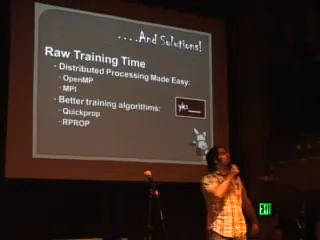 ....And Solutions!
Raw Training Time
· Distributed Processing Made Easy:
· OpenMP
· MPI
· Better training algorithms:
· Quickprop
· RPROP
EXIT